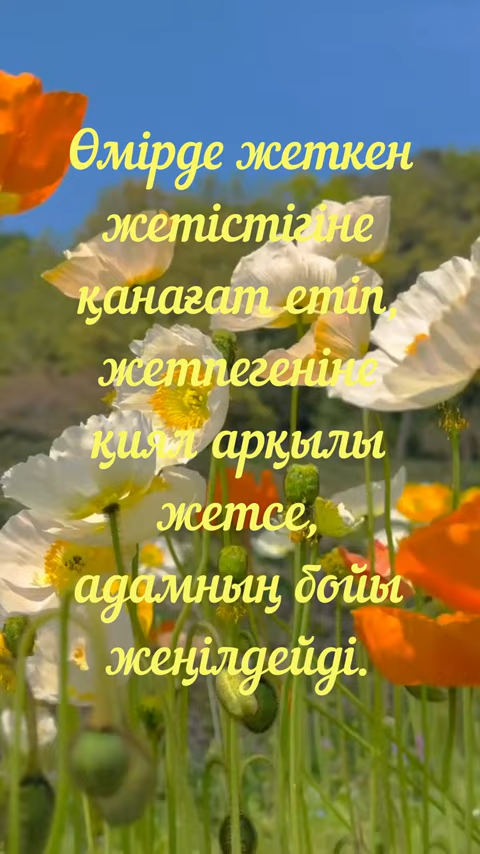 Өмірде жеткен
жетістігіне
қанағат етіп,
жетпегеніне
қиял арқылы
жетсе,
адамның бойы
жеңілдейді.